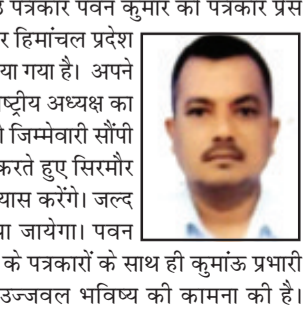 पत्रकार पवन कुमार को पत्रकार प्रेस
र हिमांचल प्रदेश
या गया है। अपने
ष्ट्रीय अध्यक्ष का
जिम्मेवारी सौंपी
करते हुए सिरमौर
यास करेंगे। जल्द
जायेगा। पवन
के पत्रकारों के साथ ही कुमांऊ प्रभारी
उज्जवल भविष्य की कामना की है।